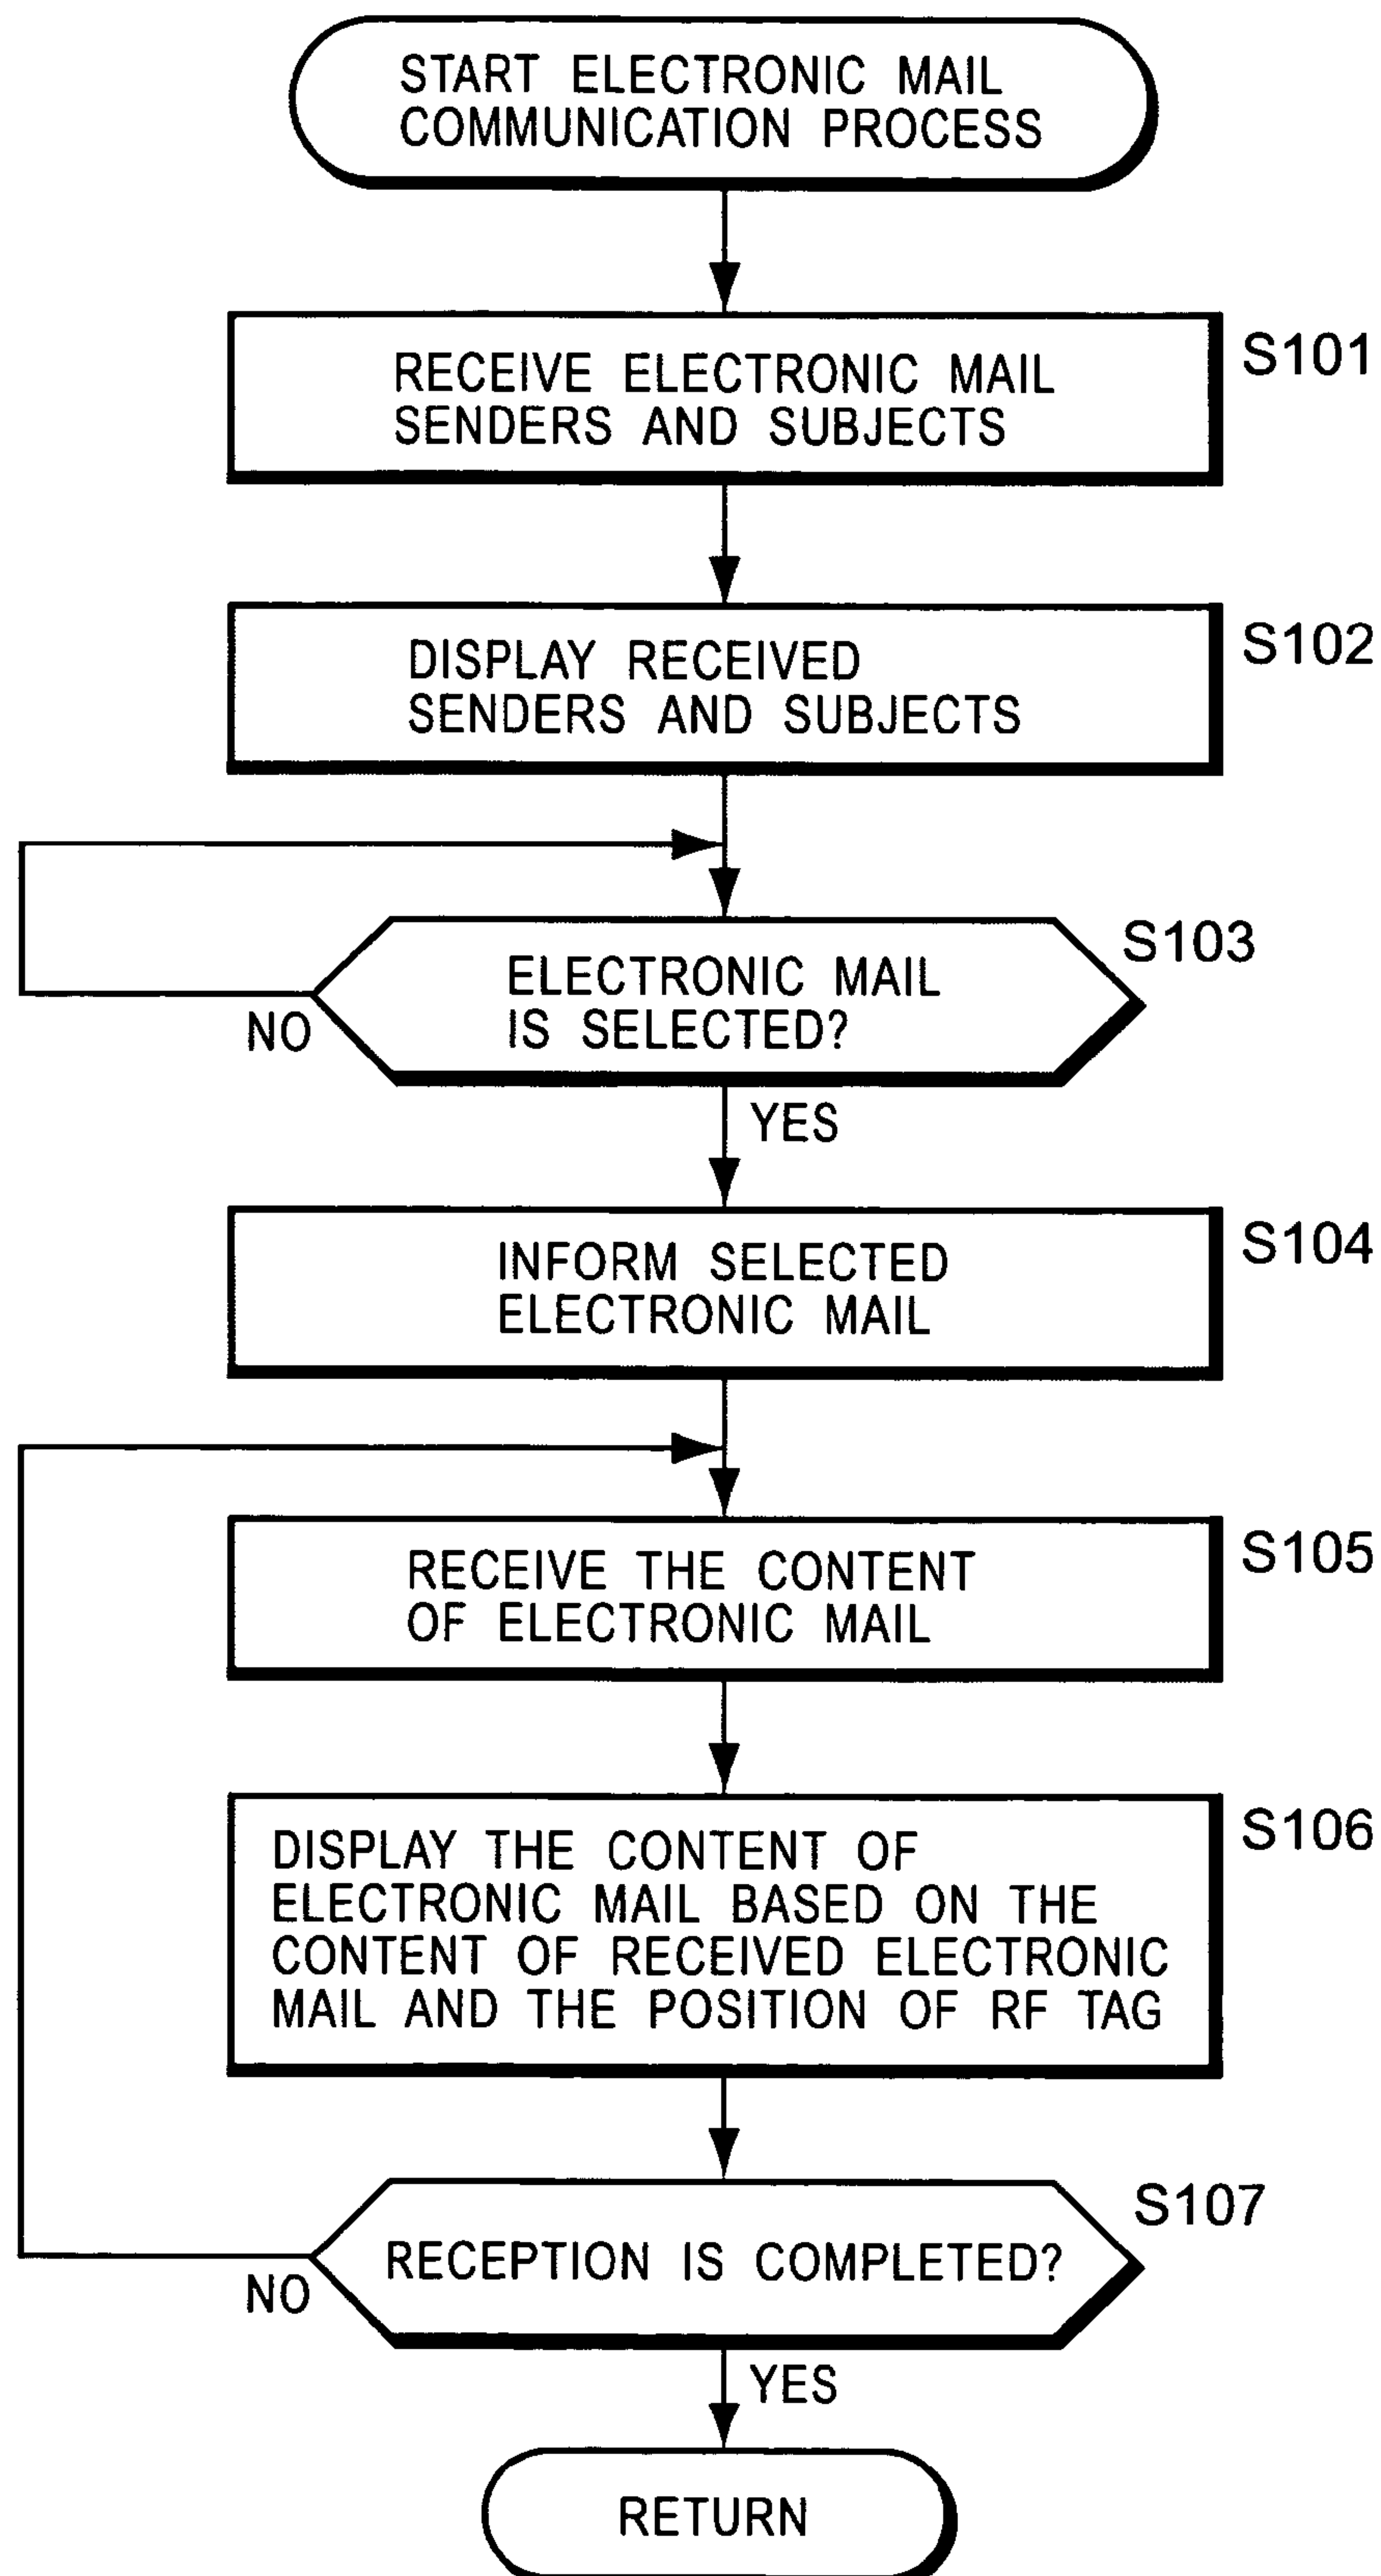 START ELECTRONIC MAIL
COMMUNICATION PROCESS
RECEIVE ELECTRONIC MAIL
SENDERS AND SUBJECTS
S101
DISPLAY RECEIVED
SENDERS AND SUBJECTS
S102
ELECTRONIC MAIL
IS SELECTED?
S103
NO
YES
INFORM SELECTED
ELECTRONIC MAIL
S104
RECEIVE THE CONTENT
OF ELECTRONIC MAIL
S105
DISPLAY THE CONTENT OF
ELECTRONIC MAIL BASED ON THE
CONTENT OF RECEIVED ELECTRONIC
MAIL AND THE POSITION OF RF TAG
S106
RECEPTION IS COMPLETED?
S107
NO
YES
RETURN